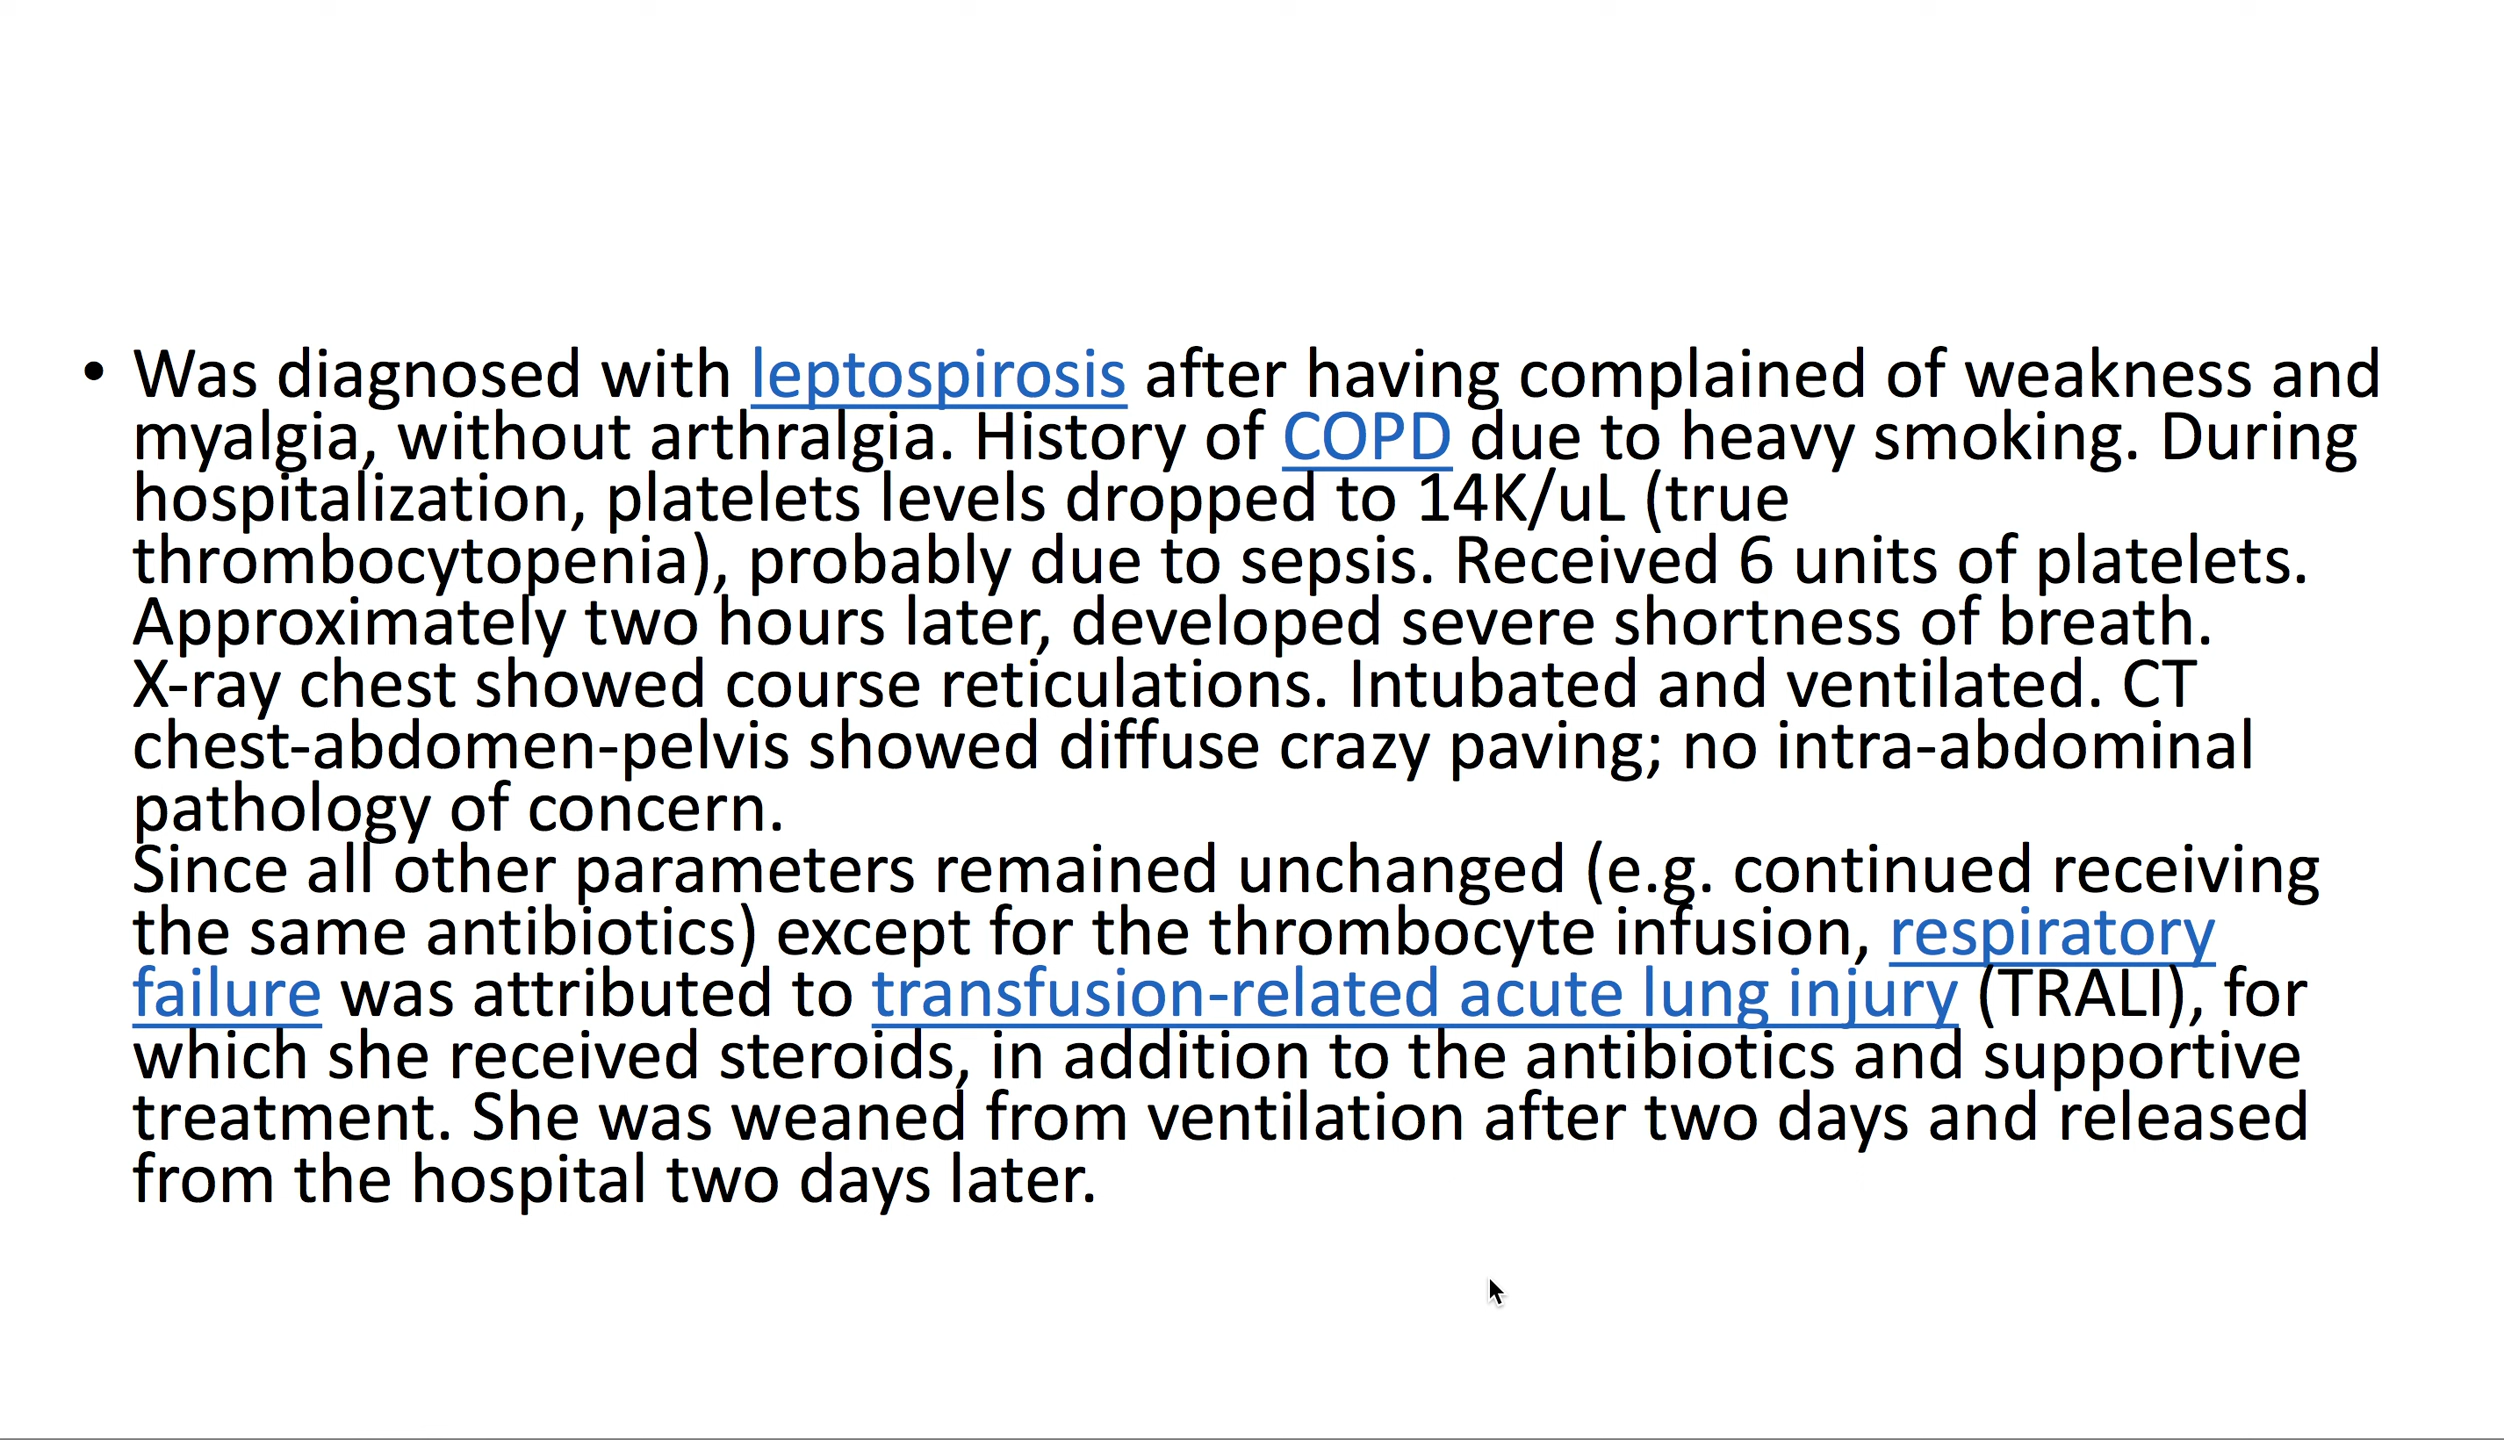 • Was diagnosed with leptospirosis after having complained of weakness and
myalgia, without arthralgia. History of COPD due to heavy smoking. During
hospitalization, platelets levels dropped to 14K/uL (true
thrombocytopenia), probably due to sepsis. Received 6 units of platelets.
Approximately two hours later, developed severe shortness of breath.
X-ray chest showed course reticulations. Intubated and ventilated. CT
chest-abdomen-pelvis showed diffuse crazy paving; no intra-abdominal
pathology of concern.
Since all other parameters remained unchanged (e.g. continued receiving
the same antibiotics) except for the thrombocyte infusion, respiratory
failure was attributed to transfusion-related acute lung injury (TRALI), for
which she received steroids, in addition to the antibiotics and supportive
treatment. She was weaned from ventilation after two days and released
from the hospital two days later.